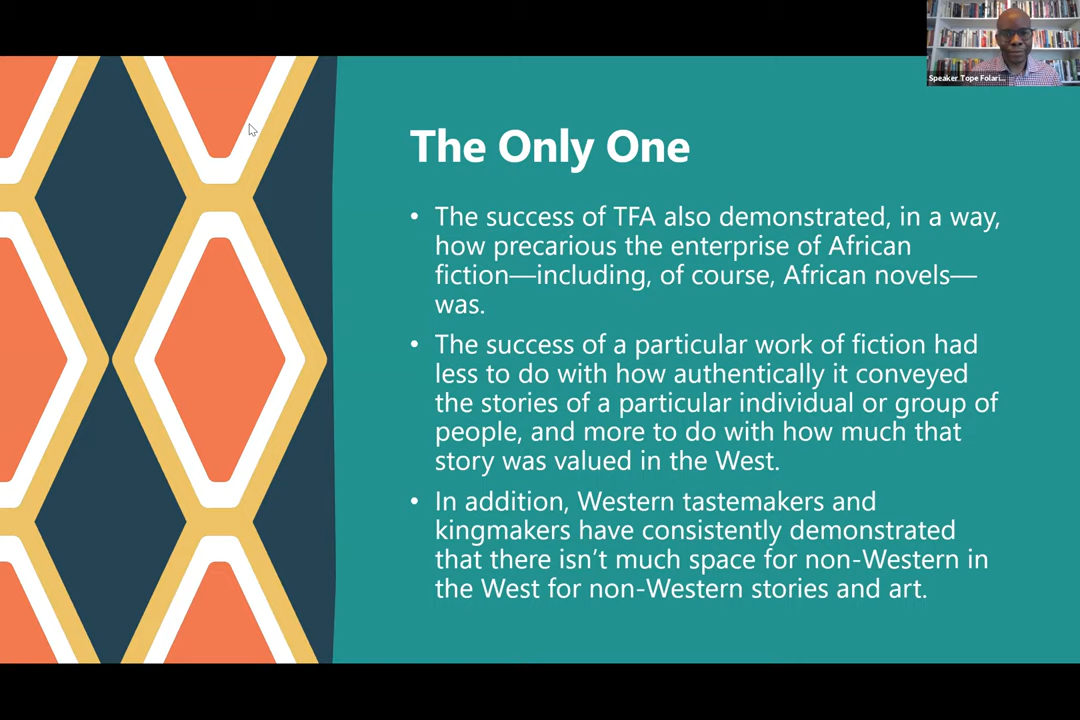 Speaker Tope Folari...
The Only One
• The success of TFA also demonstrated, in a way,
how precarious the enterprise of African
fiction—including, of course, African novels—
was.
• The success of a particular work of fiction had
less to do with how authentically it conveyed
the stories of a particular individual or group of
people, and more to do with how much that
story was valued in the West.
• In addition, Western tastemakers and
kingmakers have consistently demonstrated
that there isn't much space for non-Western in
the West for non-Western stories and art.